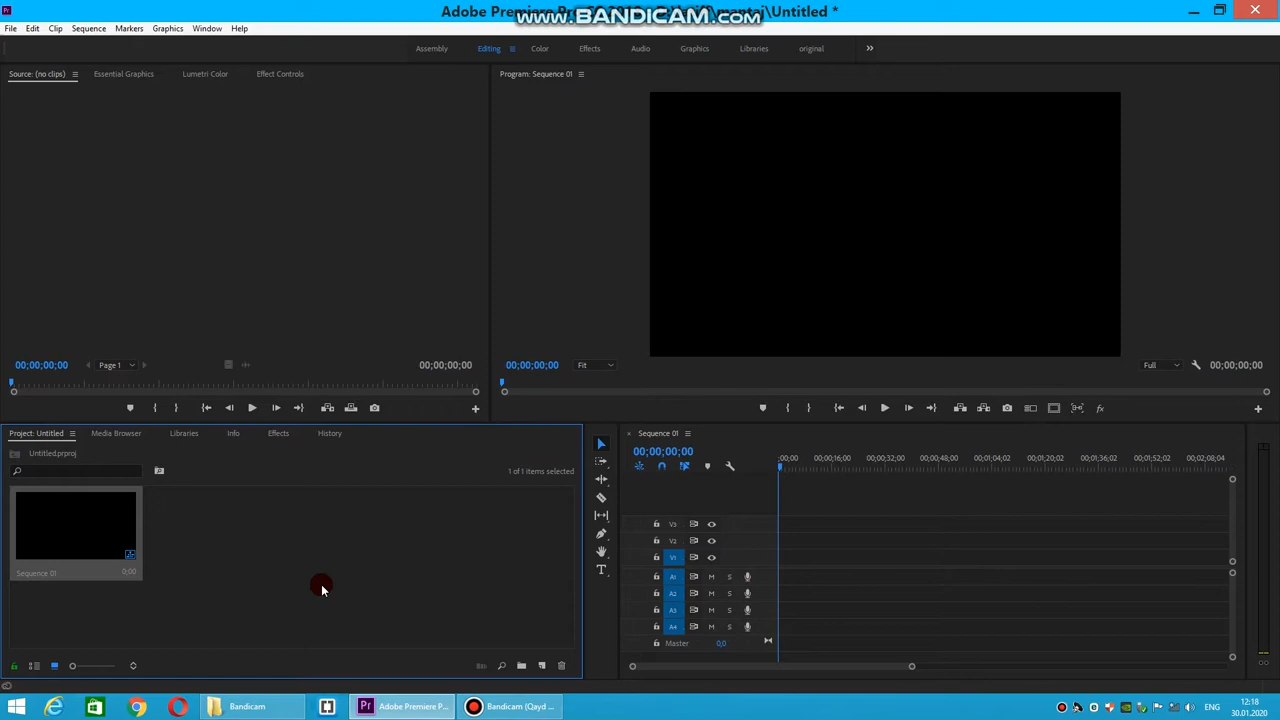 Adobe Premiere Pro
www.BANDICAM.com
\Untitled *
File Edit Clip Sequence Markers Graphics Window Help
Assembly Editing Color Effects Audio Graphics Libraries original
Source: (no clips) Essential Graphics Lumetri Color Effect Controls
Program: Sequence 01
00;00;00;00 Page 1 00;00;00;00
00;00;00;00 Fit Full 00;00;00;00
Project: Untitled Media Browser Libraries Info Effects History
Untitled.prproj
1 of 1 items selected
Sequence 01 0;00
Sequence 01
00;00;00;00
;00;00 00;00;16;00 00;00;32;00 00;00;48;00 00;01;04;02 00;01;20;02 00;01;36;02 00;01;52;02 00;02;08;04
V3
V2
V1
A1 M S
A2 M S
A3 M S
A4 M S
Master 0,0
Bandicam Adobe Premiere P... Bandicam (Qayd ... ENG 12:18
30.01.2020